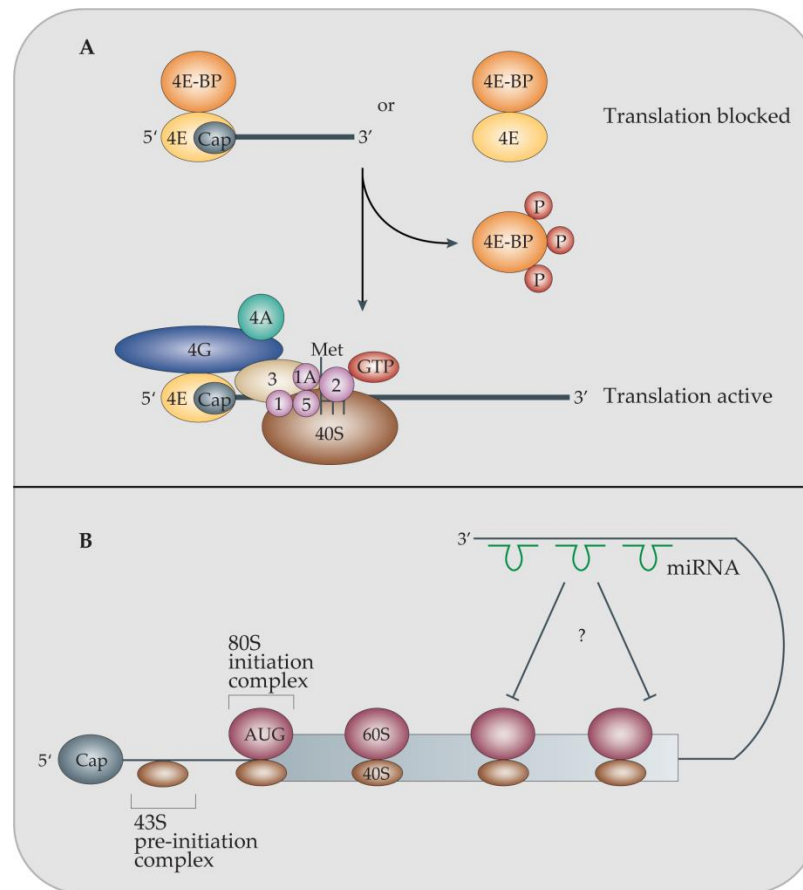 A
4E-BP
4E-BP
or
Translation blocked
5′ 4E Cap 3′
4E
P
4E-BP P
P
4A
4G
Met
GTP
3 1A 2
5′ 4E Cap 3′ Translation active
1 5
40S
B
3′
miRNA
?
80S
initiation
complex
AUG 60S
5′ Cap
40S
43S
pre-initiation
complex